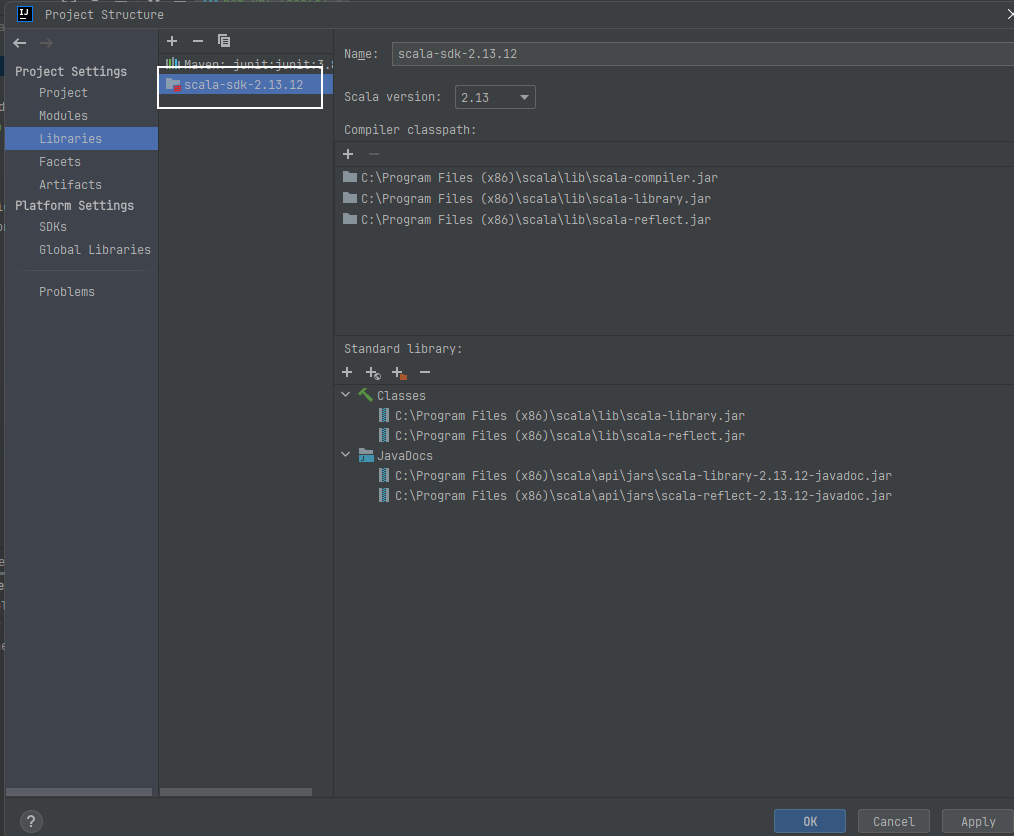 Project Structure
Project Settings
Project
Modules
Libraries
Facets
Artifacts
Platform Settings
SDKs
Global Libraries
Problems
Maven: junit:junit:3.
scala-sdk-2.13.12
Name: scala-sdk-2.13.12
Scala version: 2.13
Compiler classpath:
C:\Program Files (x86)\scala\lib\scala-compiler.jar
C:\Program Files (x86)\scala\lib\scala-library.jar
C:\Program Files (x86)\scala\lib\scala-reflect.jar
Standard library:
Classes
C:\Program Files (x86)\scala\lib\scala-library.jar
C:\Program Files (x86)\scala\lib\scala-reflect.jar
JavaDocs
C:\Program Files (x86)\scala\api\jars\scala-library-2.13.12-javadoc.jar
C:\Program Files (x86)\scala\api\jars\scala-reflect-2.13.12-javadoc.jar
? OK Cancel Apply